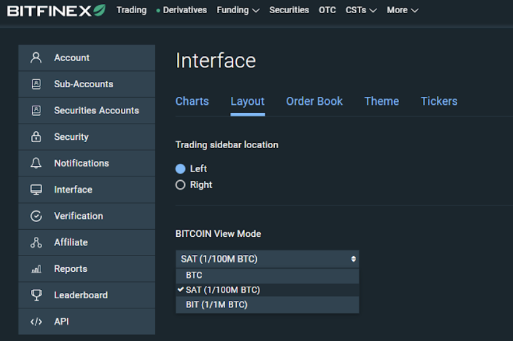 BITFINEX Trading Derivatives Funding Securities OTC CSTs More
Account
Sub-Accounts
Securities Accounts
Security
Notifications
Interface
Verification
Affiliate
Reports
Leaderboard
API
Interface
Charts Layout Order Book Theme Tickers
Trading sidebar location
Left
Right
BITCOIN View Mode
SAT (1/100M BTC)
BTC
SAT (1/100M BTC)
BIT (1/1M BTC)